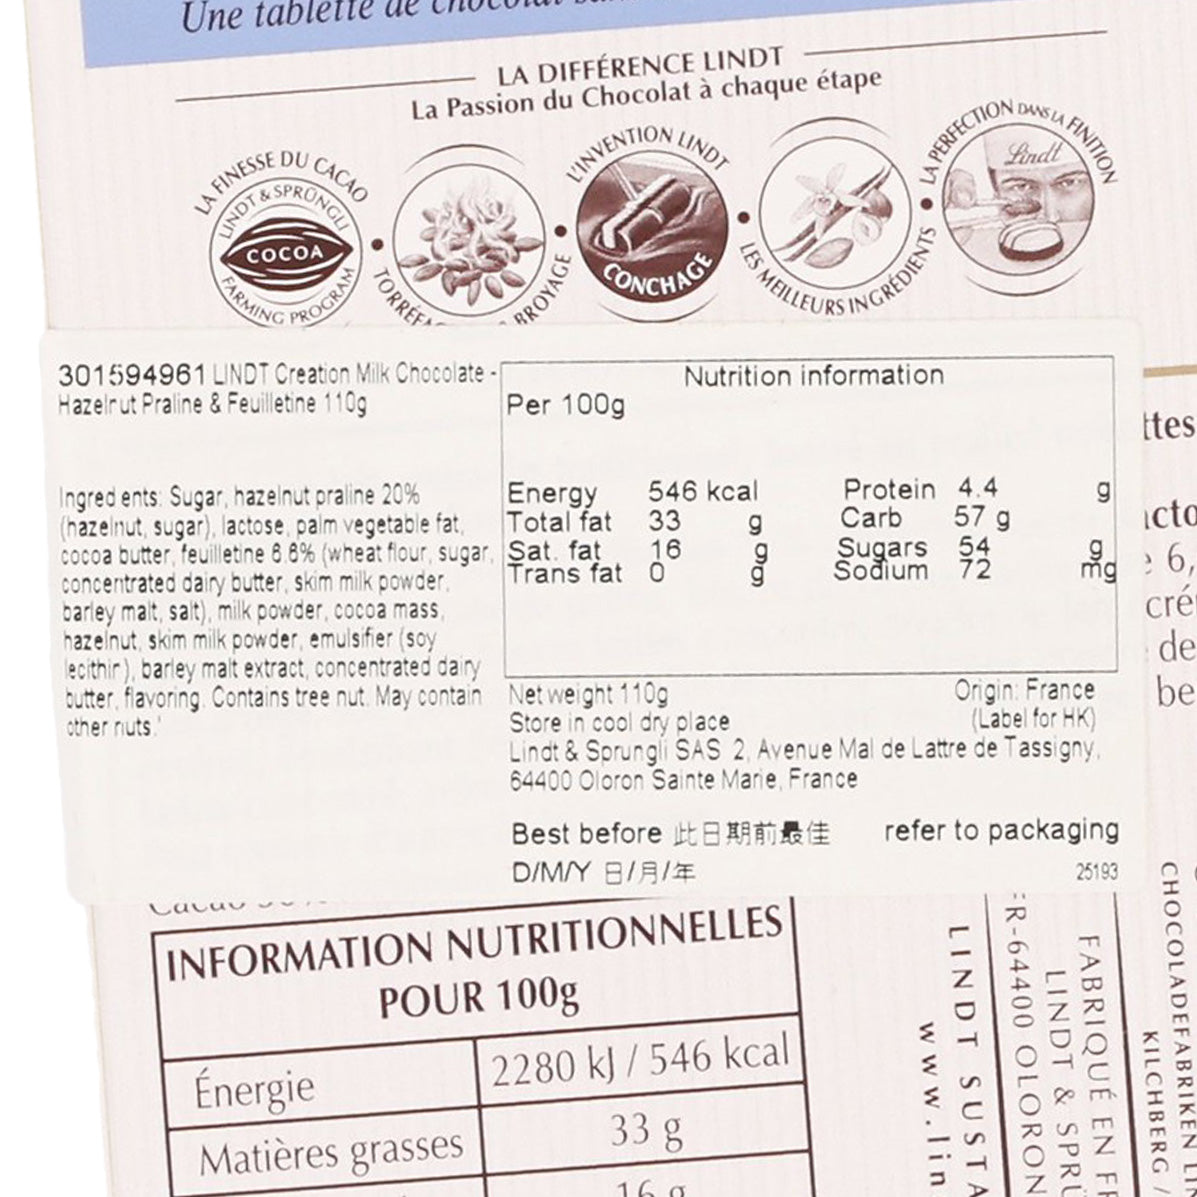 Une tablette de
LA DIFFÉRENCE LINDT
La Passion du Chocolat à chaque étape
LA FINESSE DU CACAO
LINDT & SPRÜNGLI
COCOA
FARMING PROGRAM
BROYAGE
L'INVENTION LINDT
CONCHAGE
LES MEILLEURS INGRÉDIENTS
LA PERFECTION DANS LA FINITION
Lindt
301594961 LINDT Creation Milk Chocolate -
Hazelnut Praline & Feuilletine 110g
Ingredients: Sugar, hazelnut praline 20%
(hazelnut, sugar), lactose, palm vegetable fat,
cocoa butter, feuilletine 6.6% (wheat flour, sugar,
concentrated dairy butter, skim milk powder,
barley malt, salt), milk powder, cocoa mass,
hazelnut, skim milk powder, emulsifier (soy
lecithin), barley malt extract, concentrated dairy
butter, flavoring. Contains tree nut. May contain
other nuts.'
Nutrition information
Per 100g
Energy 546 kcal Protein 4.4 g
Total fat 33 g Carb 57 g
Sat. fat 16 g Sugars 54 g
Trans fat 0 g Sodium 72 mg
Net weight 110g Origin: France
Store in cool dry place (Label for HK)
Lindt & Sprungli SAS 2, Avenue Mal de Lattre de Tassigny,
64400 Oloron Sainte Marie, France
Best before 此日期前最佳 refer to packaging
D/M/Y 日/月/年 25193
INFORMATION NUTRITIONNELLES
POUR 100g
Énergie 2280 kJ / 546 kcal
Matières grasses 33 g
16 g
LINDT SUSTA
www.lin
FR-64400 OLORON
LINDT & SPRÜ
FABRIQUÉ EN F
KILCHBERG /
CHOCOLADEFABRIKEN LI
de
be